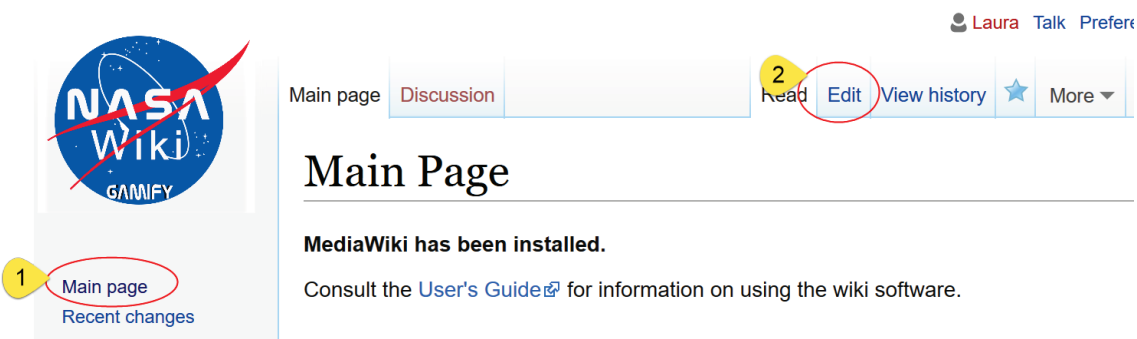 Laura Talk Prefere
NASA
Wiki
GAMIFY
Main page Discussion
2
Read Edit View history More
Main Page
MediaWiki has been installed.
1
Main page
Consult the User's Guide for information on using the wiki software.
Recent changes